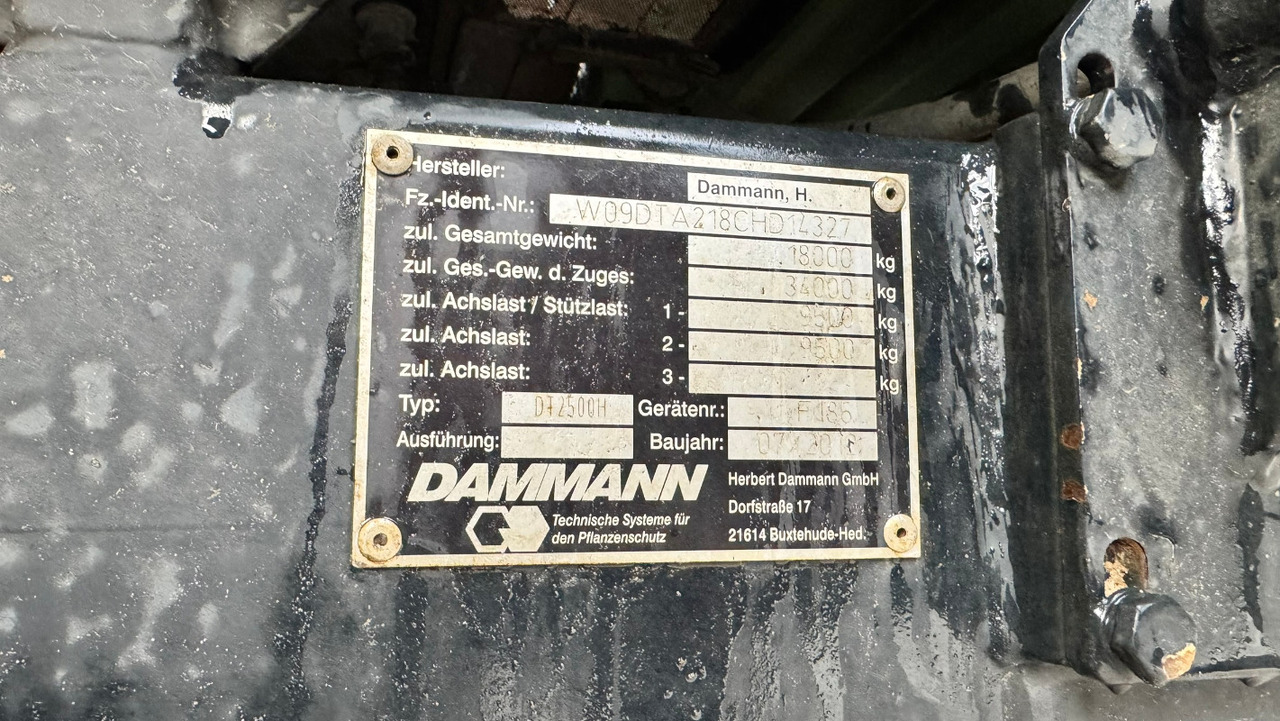 Hersteller: Dammann, H.
Fz.-Ident.-Nr.: W09DTA218CHD14327
zul. Gesamtgewicht: 18000 kg
zul. Ges.-Gew. d. Zuges: 34000 kg
zul. Achslast / Stützlast: 1 - 9500 kg
zul. Achslast: 2 - 9500 kg
zul. Achslast: 3 - kg
Typ: DT2500H Gerätenr.:
Ausführung: Baujahr:
DAMMANN
Technische Systeme für
den Pflanzenschutz
Herbert Dammann GmbH
Dorfstraße 17
21614 Buxtehude-Hed.